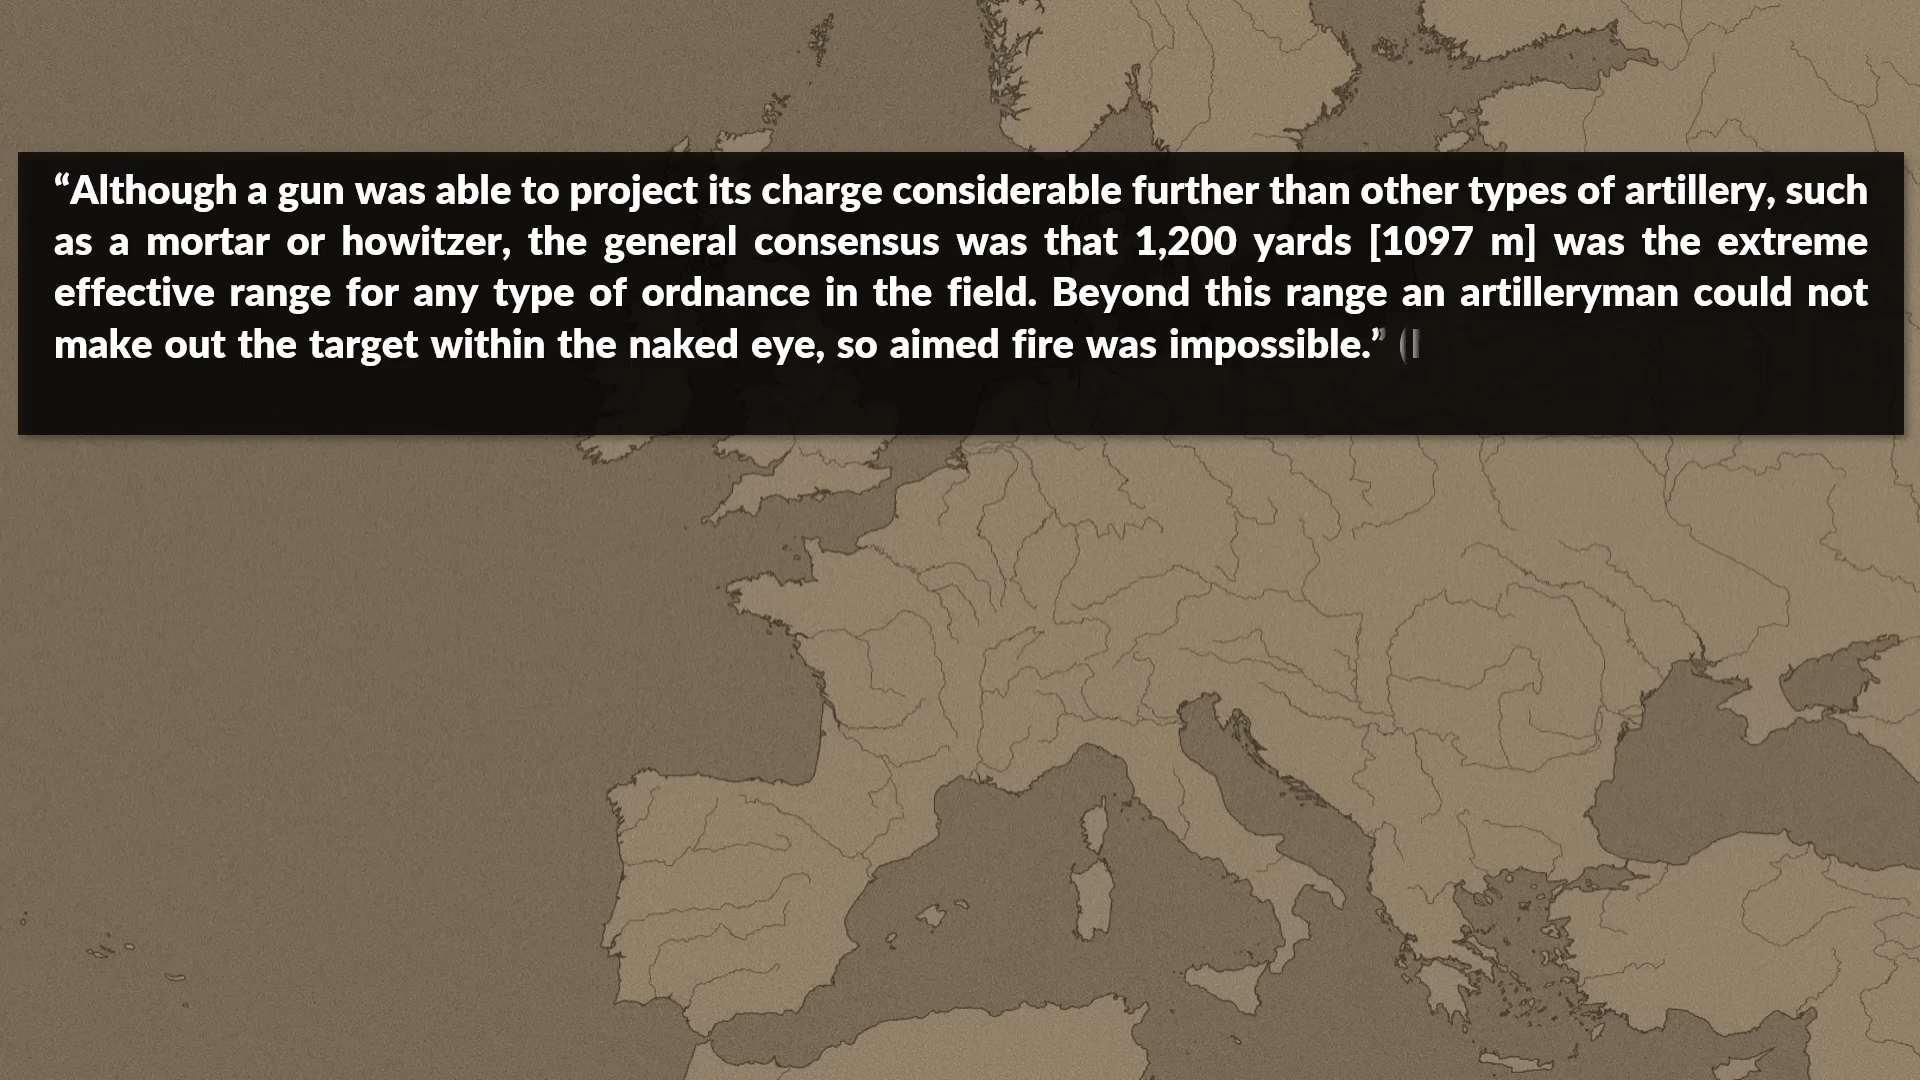 “Although a gun was able to project its charge considerable further than other types of artillery, such
as a mortar or howitzer, the general consensus was that 1,200 yards [1097 m] was the extreme
effective range for any type of ordnance in the field. Beyond this range an artilleryman could not
make out the target within the naked eye, so aimed fire was impossible.” (